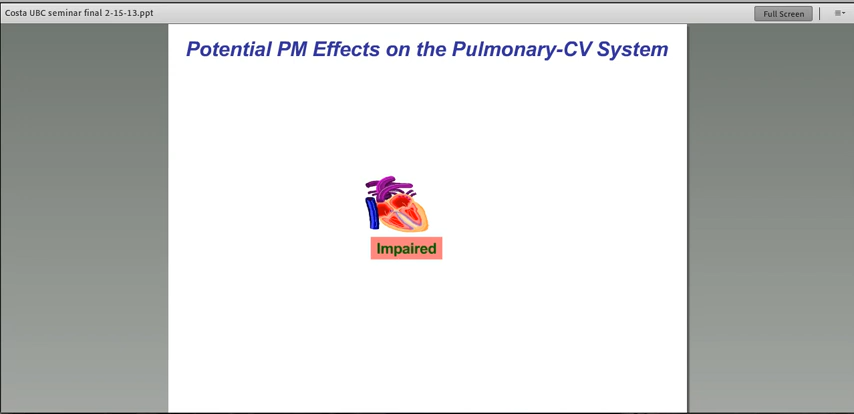 Costa UBC seminar final 2-15-13.ppt
Full Screen
Potential PM Effects on the Pulmonary-CV System
Impaired